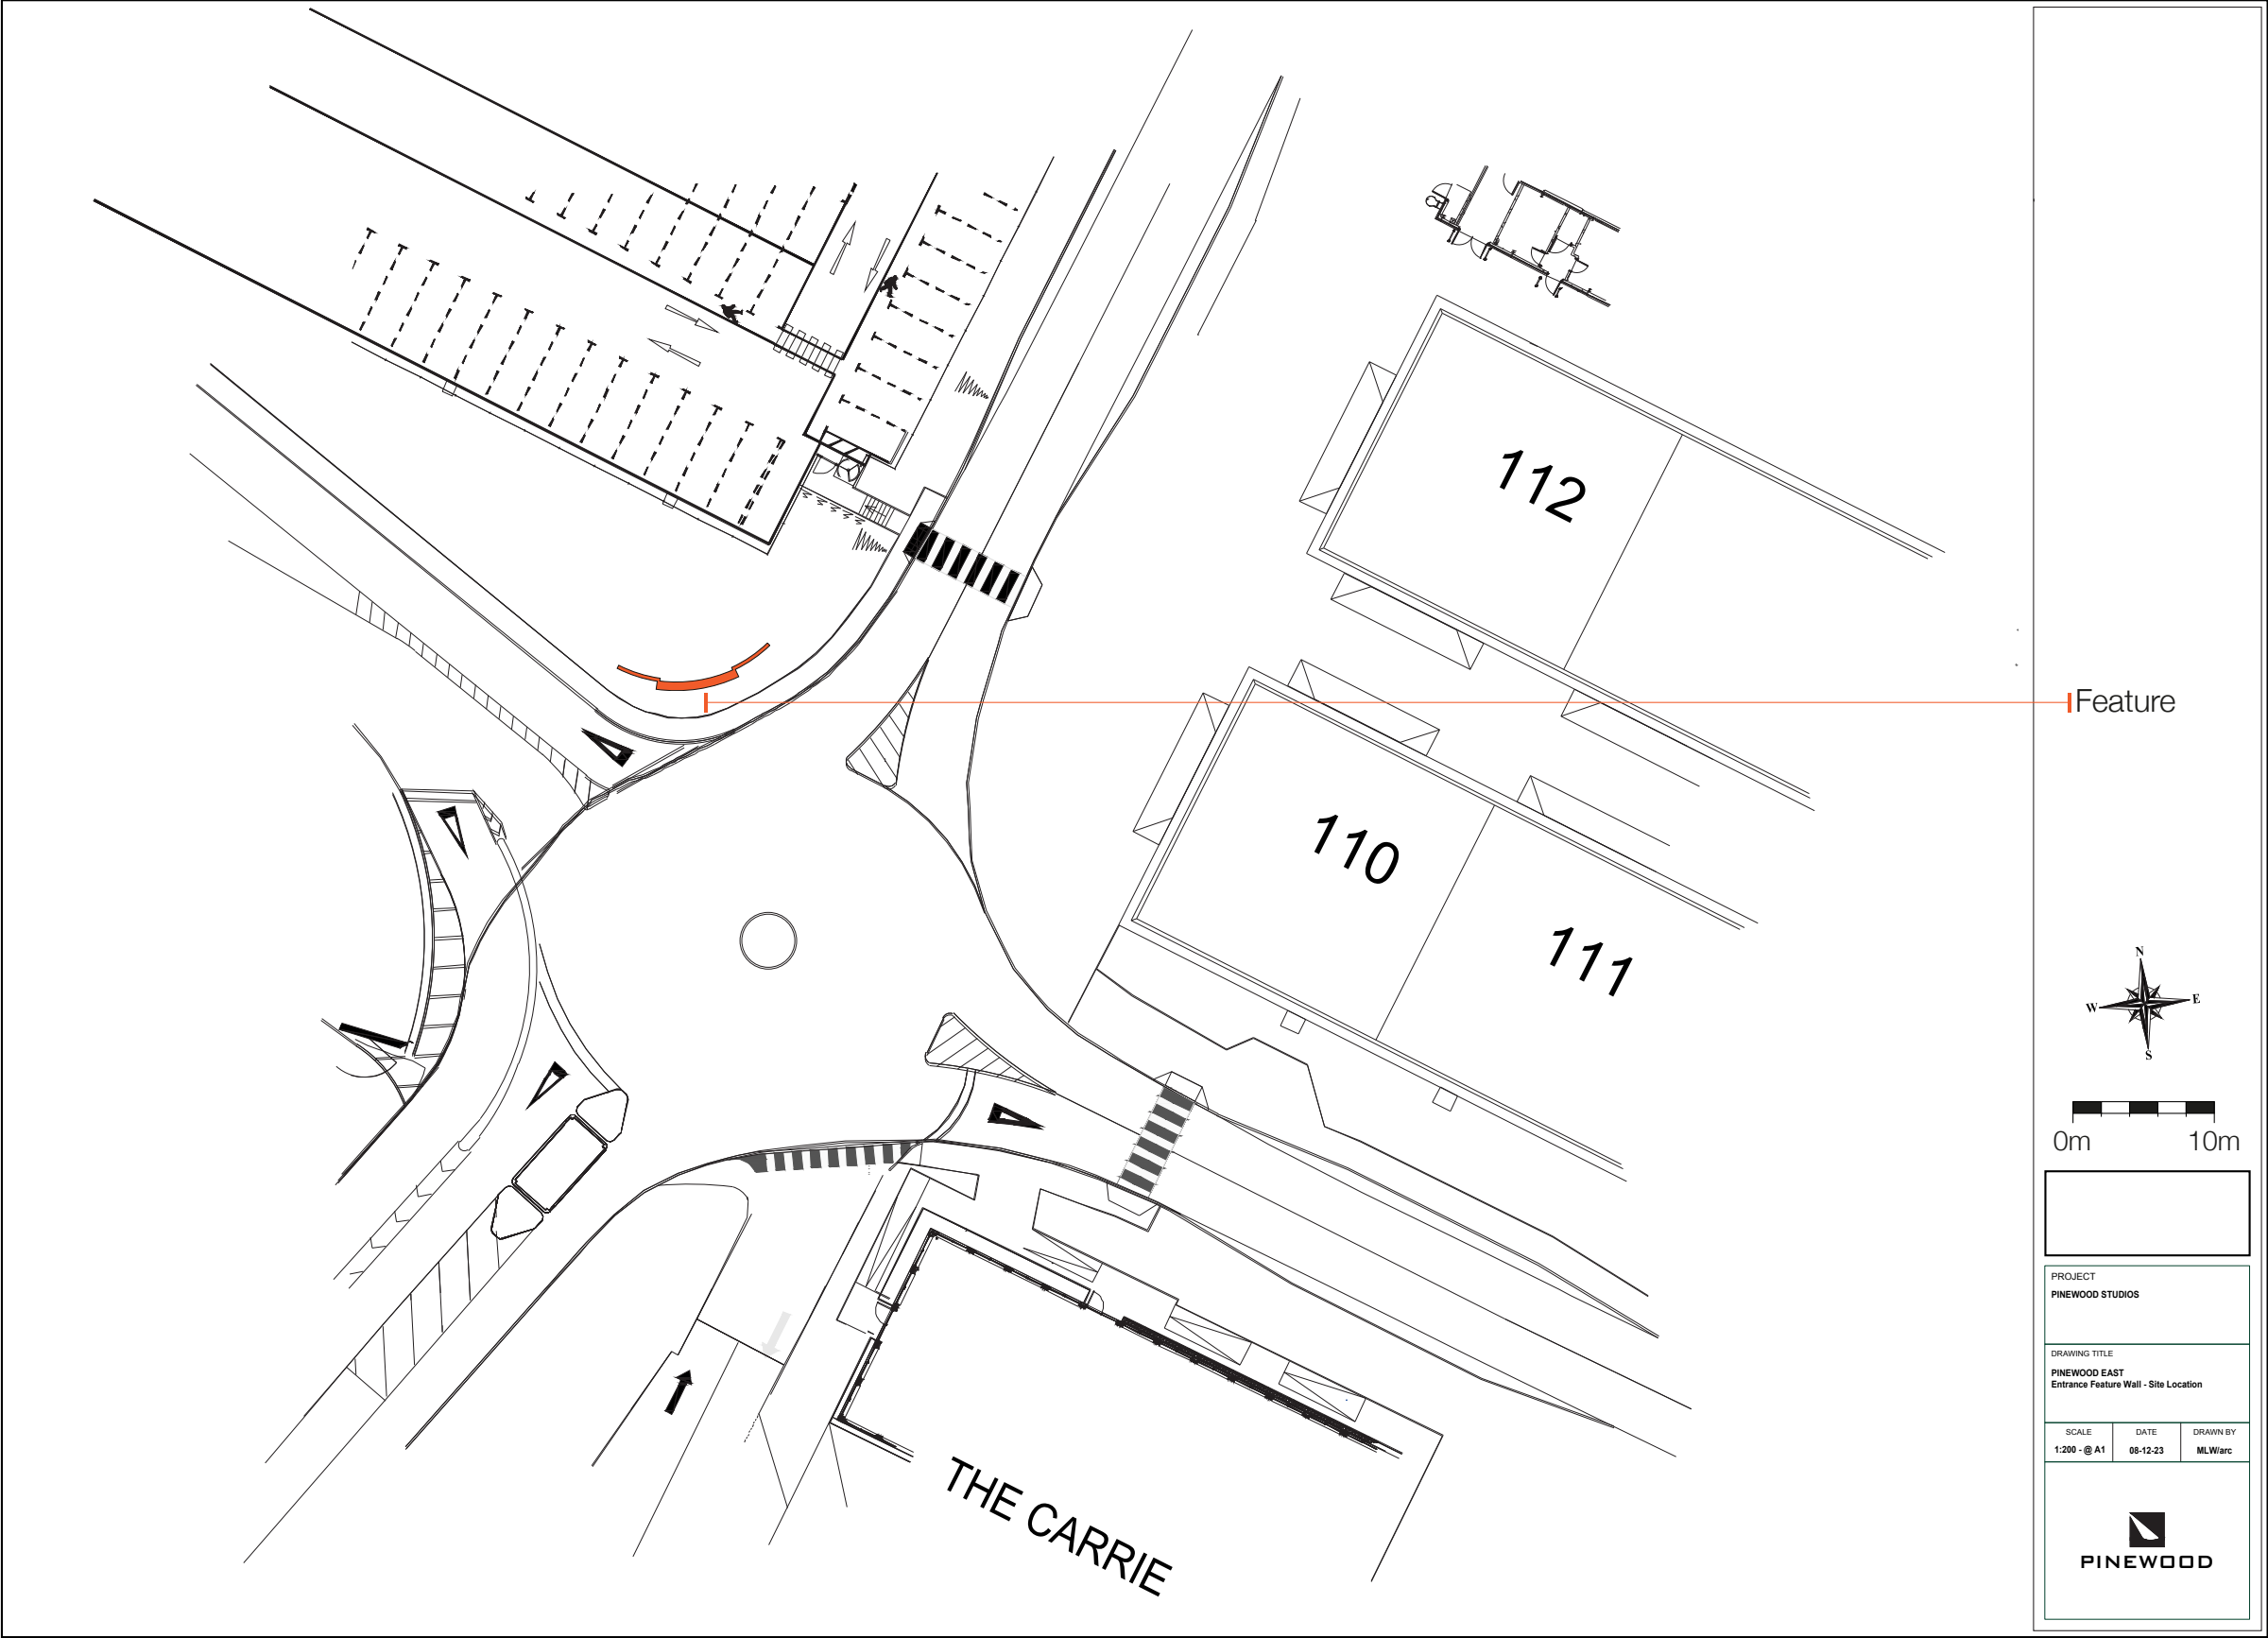 112
Feature
110
111
N
W
E
S
0m
10m
PROJECT
PINEWOOD STUDIOS
DRAWING TITLE
PINEWOOD EAST
Entrance Feature Wall - Site Location
SCALE
DATE
DRAWN BY
1:200 - @ A1
08-12-23
MLW/arc
THE CARRIE
PINEWOOD